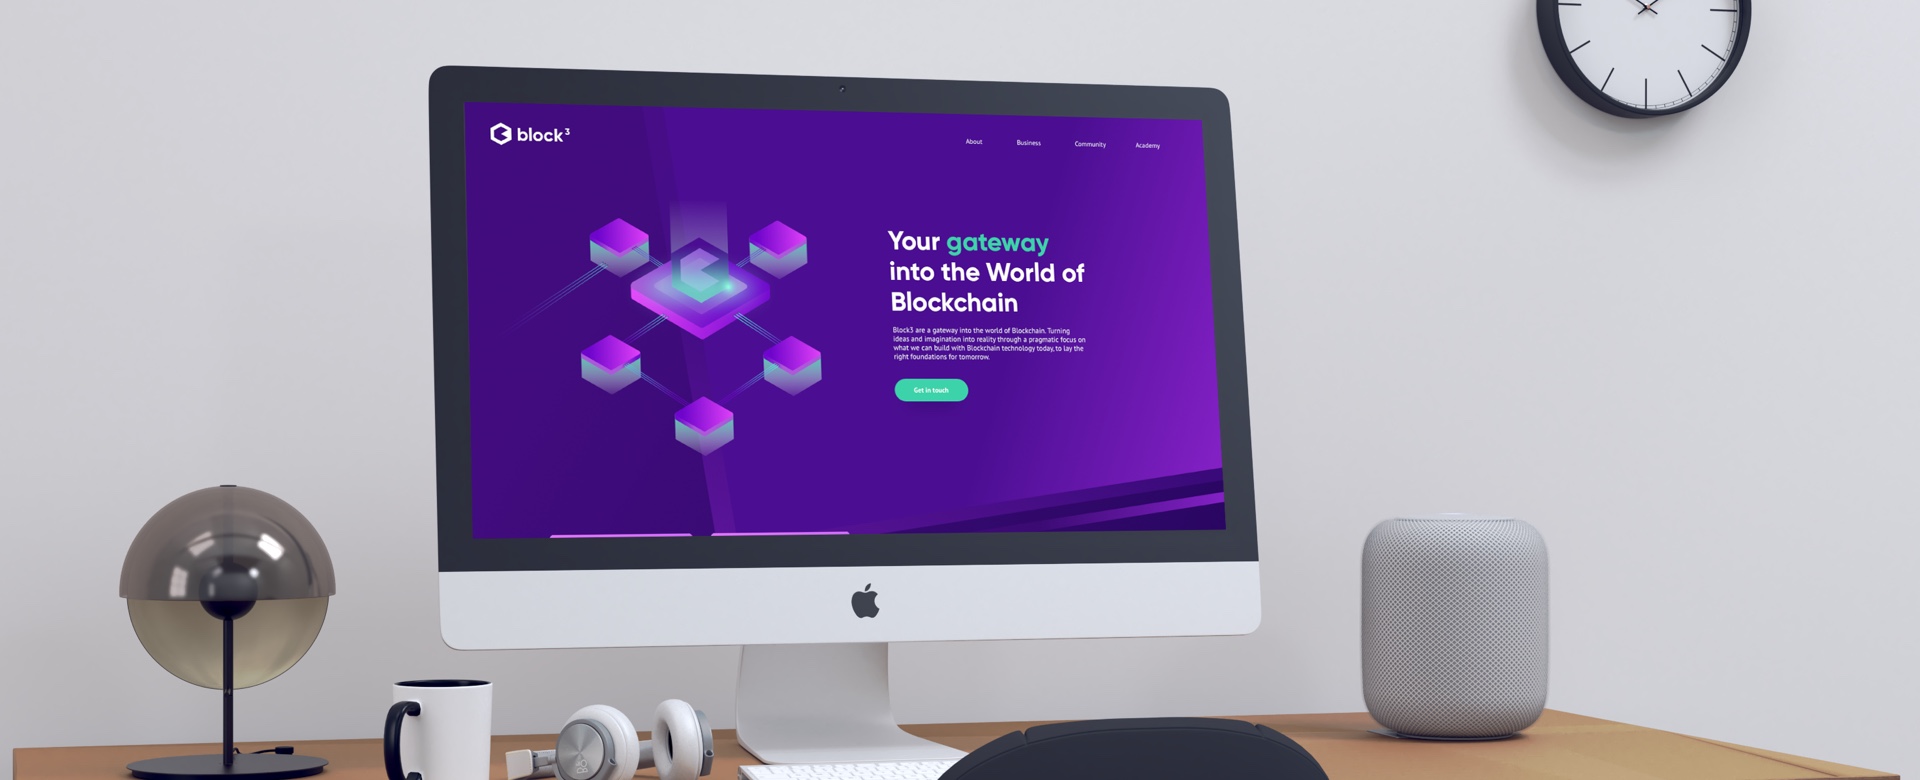 block³
About Business Community Academy
Your gateway
into the World of
Blockchain
Block3 are a gateway into the world of Blockchain. Turning
ideas and imagination into reality through a pragmatic focus on
what we can build with Blockchain technology today, to lay the
right foundations for tomorrow.
Get in touch
B&O